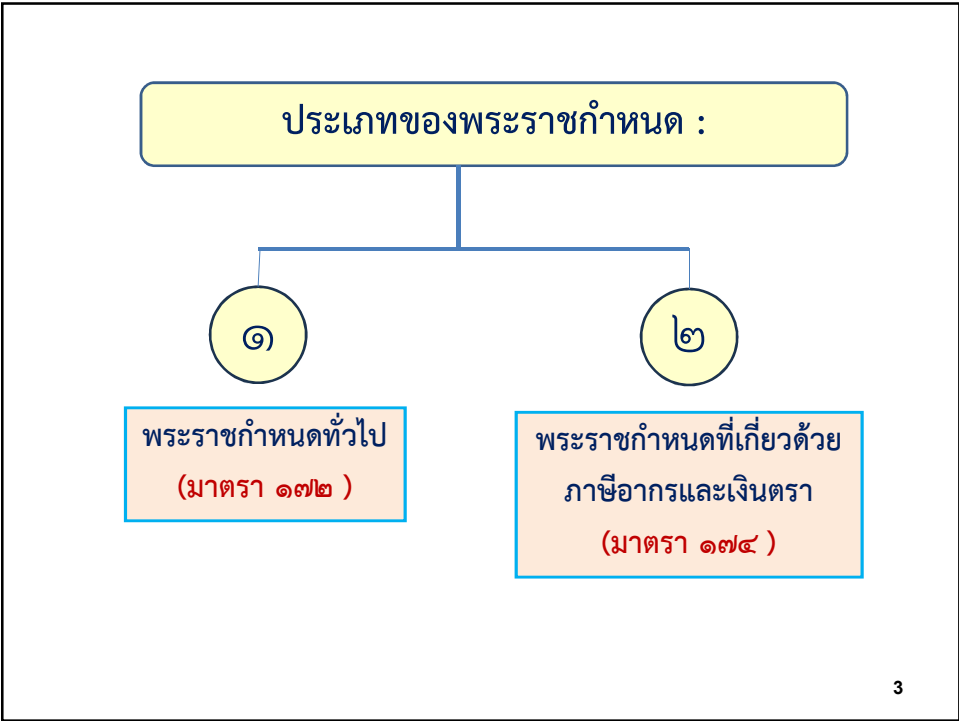 ประเภทของพระราชกำหนด :
๑
๒
พระราชกำหนดทั่วไป
(มาตรา ๑๗๒ )
พระราชกำหนดที่เกี่ยวด้วย
ภาษีอากรและเงินตรา
(มาตรา ๑๗๔ )
3